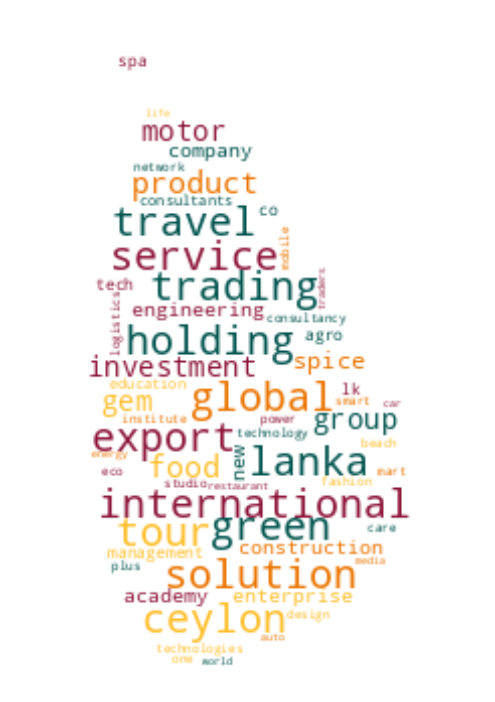 spa
life
motor
company
network
product
consultants
travel
co
service
mobile
trading
tech
traders
logistics
engineering
consultancy
holding
agro
investment
spice
education
gem
global
lk
smart
car
institute
power
group
export
technology
beach
energy
food
new
lanka
eco
mart
studio
restaurant
fashion
international
tour
green
care
management
construction
plus
solution
media
academy
enterprise
ceylon
design
auto
technologies
one
world